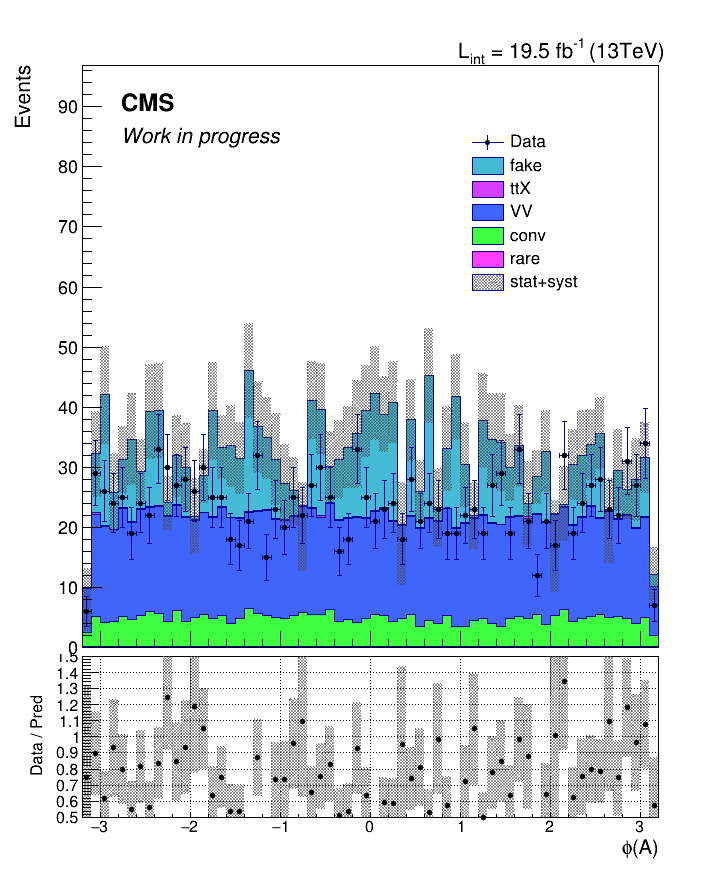 L_int = 19.5 fb^-1 (13TeV)
Events
CMS
Work in progress
Data
fake
ttX
VV
conv
rare
stat+syst
90
80
70
60
50
40
30
20
10
0
Data / Pred
1.5
1.4
1.3
1.2
1.1
1
0.9
0.8
0.7
0.6
0.5
−3 −2 −1 0 1 2 3
ϕ(A)